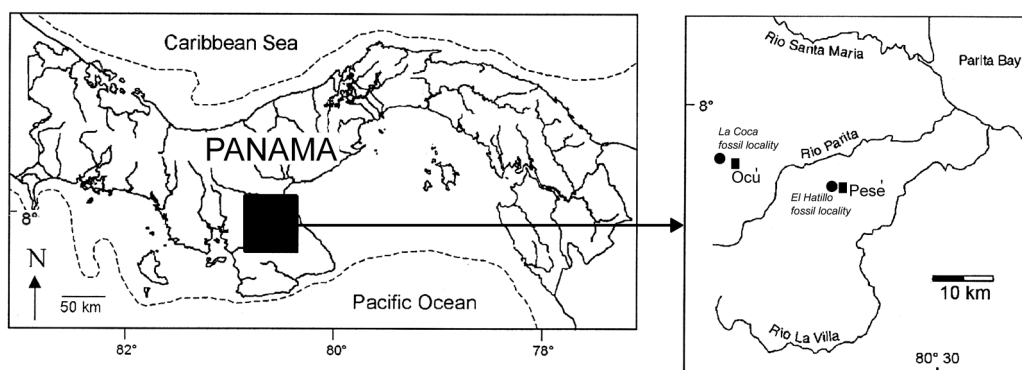 Caribbean Sea
PANAMA
8°
N
50 km
Pacific Ocean
82°
80°
78°
Rio Santa Maria
Parita Bay
8°
La Coca
fossil locality
Ocú
Rio Parita
El Hatillo
fossil locality
Pesé
10 km
Rio La Villa
80° 30